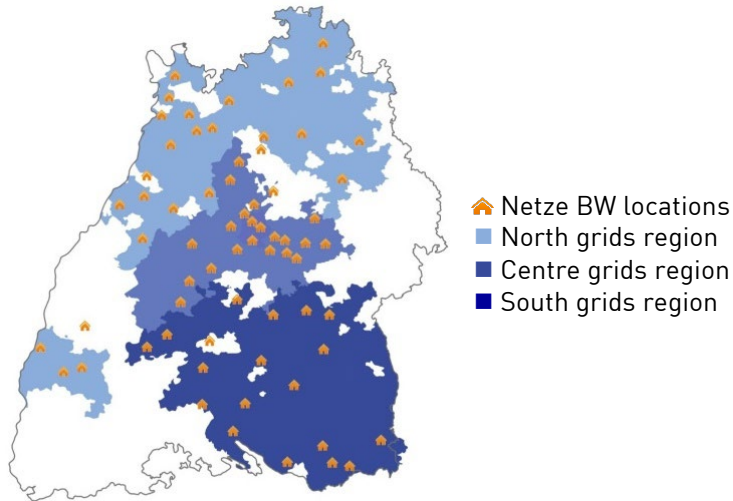 Netze BW locations
North grids region
Centre grids region
South grids region